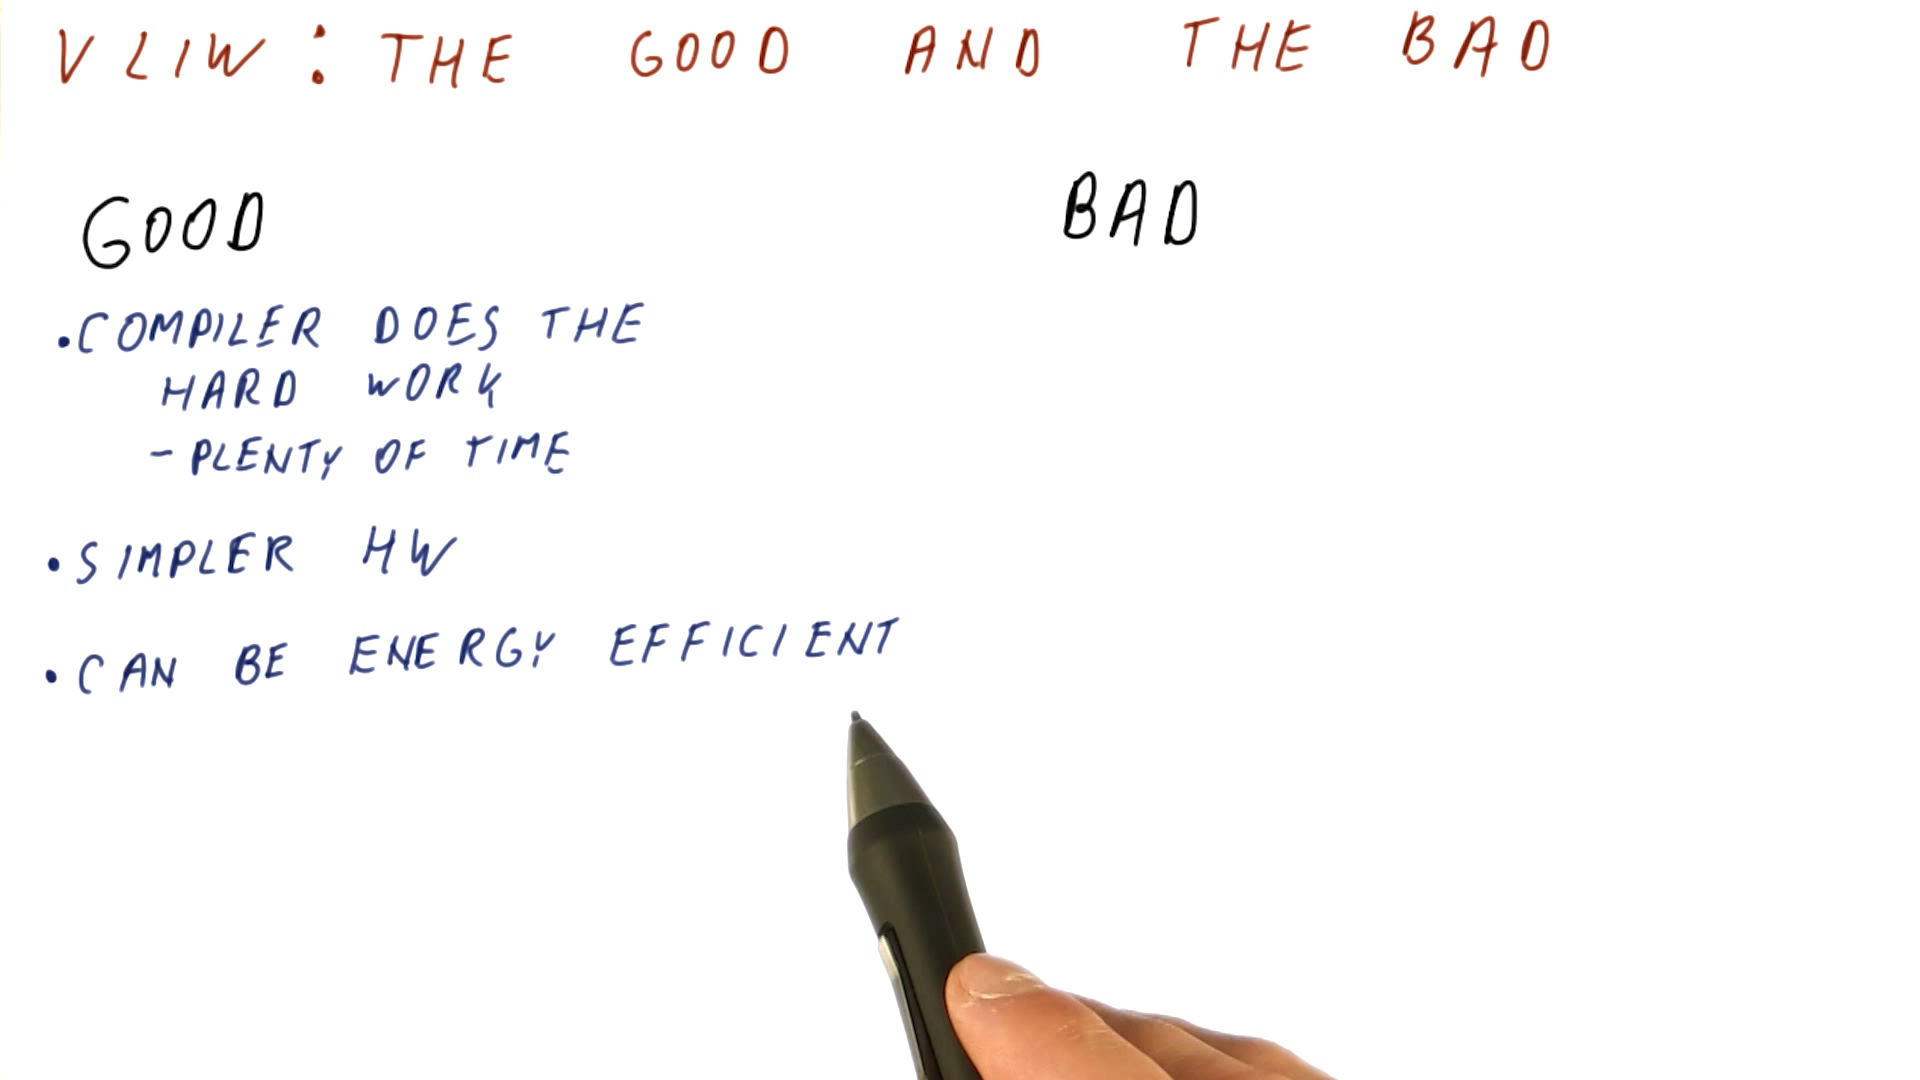 VLIW: THE GOOD AND THE BAD
GOOD
BAD
• COMPILER DOES THE
HARD WORK
- PLENTY OF TIME
• SIMPLER HW
• CAN BE ENERGY EFFICIENT